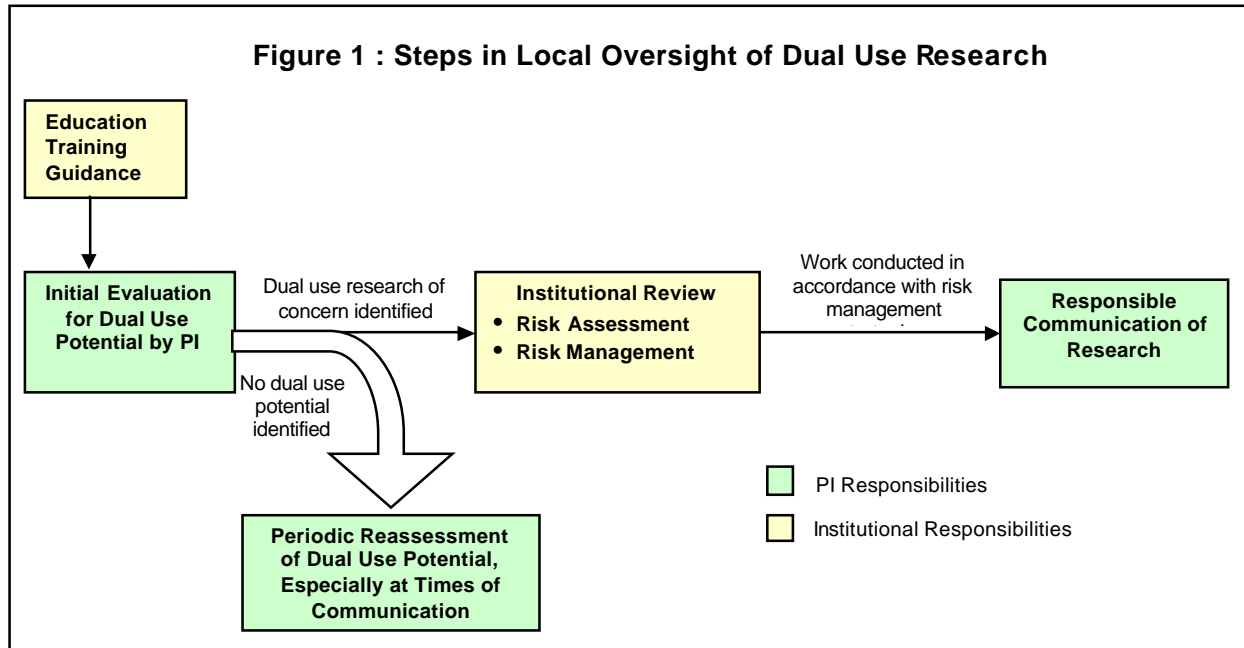 Figure 1 : Steps in Local Oversight of Dual Use Research
Education
Training
Guidance
Initial Evaluation
for Dual Use
Potential by PI
Dual use research of
concern identified
No dual use
potential
identified
Institutional Review
• Risk Assessment
• Risk Management
Work conducted in
accordance with risk
management
Responsible
Communication of
Research
Periodic Reassessment
of Dual Use Potential,
Especially at Times of
Communication
PI Responsibilities
Institutional Responsibilities